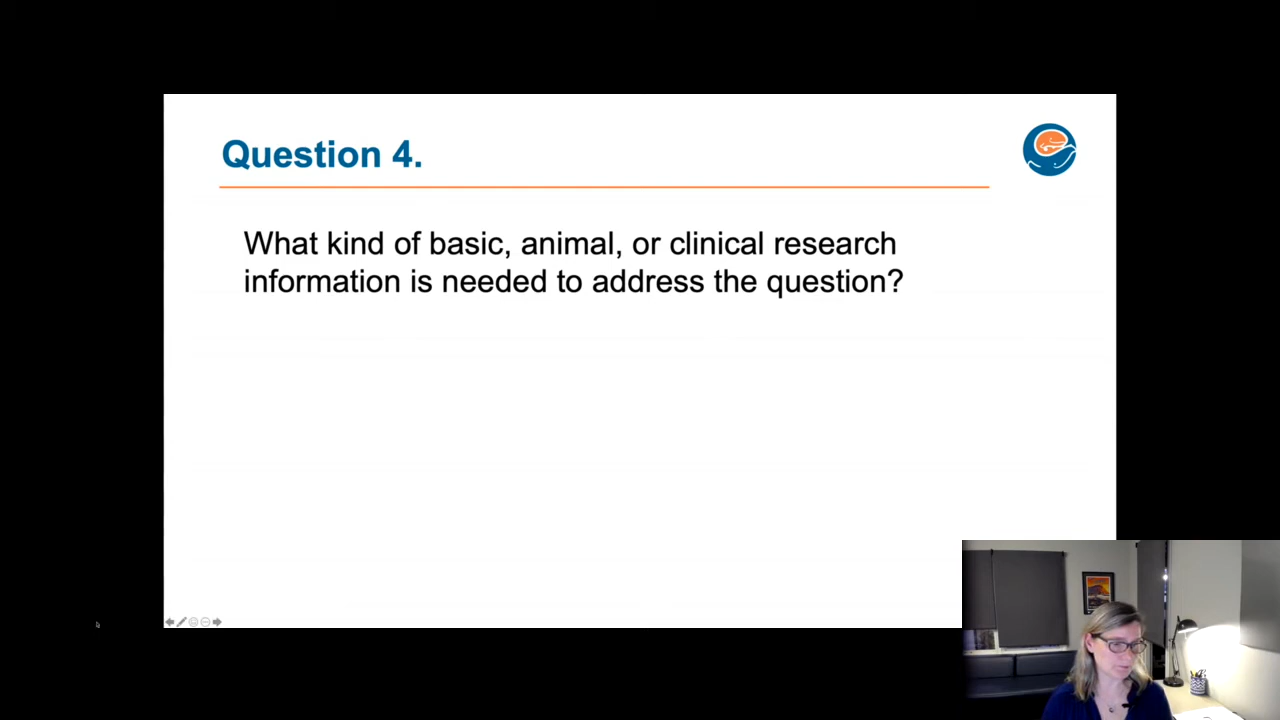 Question 4.
What kind of basic, animal, or clinical research
information is needed to address the question?